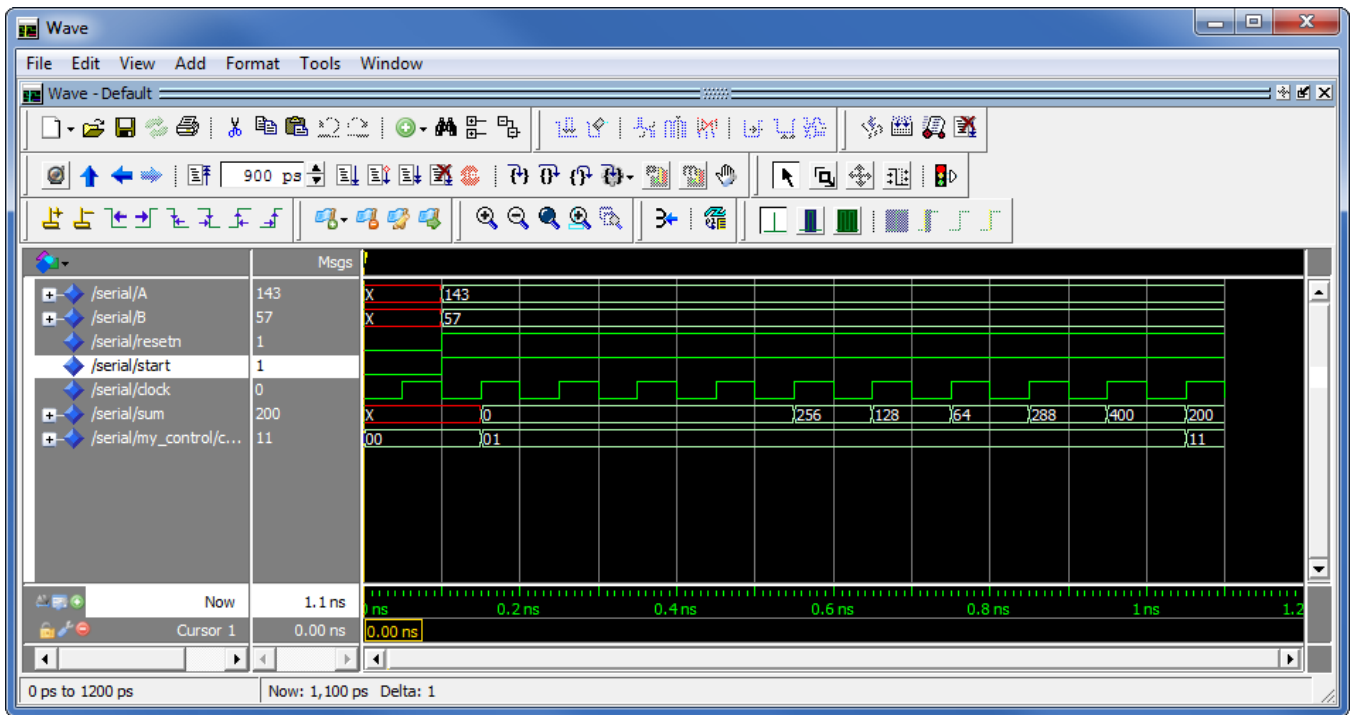 Wave
File Edit View Add Format Tools Window
Wave - Default
900 ps
Msgs
/serial/A 143 X 143
/serial/B 57 X 57
/serial/resetn 1
/serial/start 1
/serial/clock 0
/serial/sum 200 X 0 256 128 64 288 400 200
/serial/my_control/c... 11 00 01 11
Now 1.1 ns ns 0.2 ns 0.4 ns 0.6 ns 0.8 ns 1 ns 1.2
Cursor 1 0.00 ns 0.00 ns
0 ps to 1200 ps Now: 1,100 ps Delta: 1